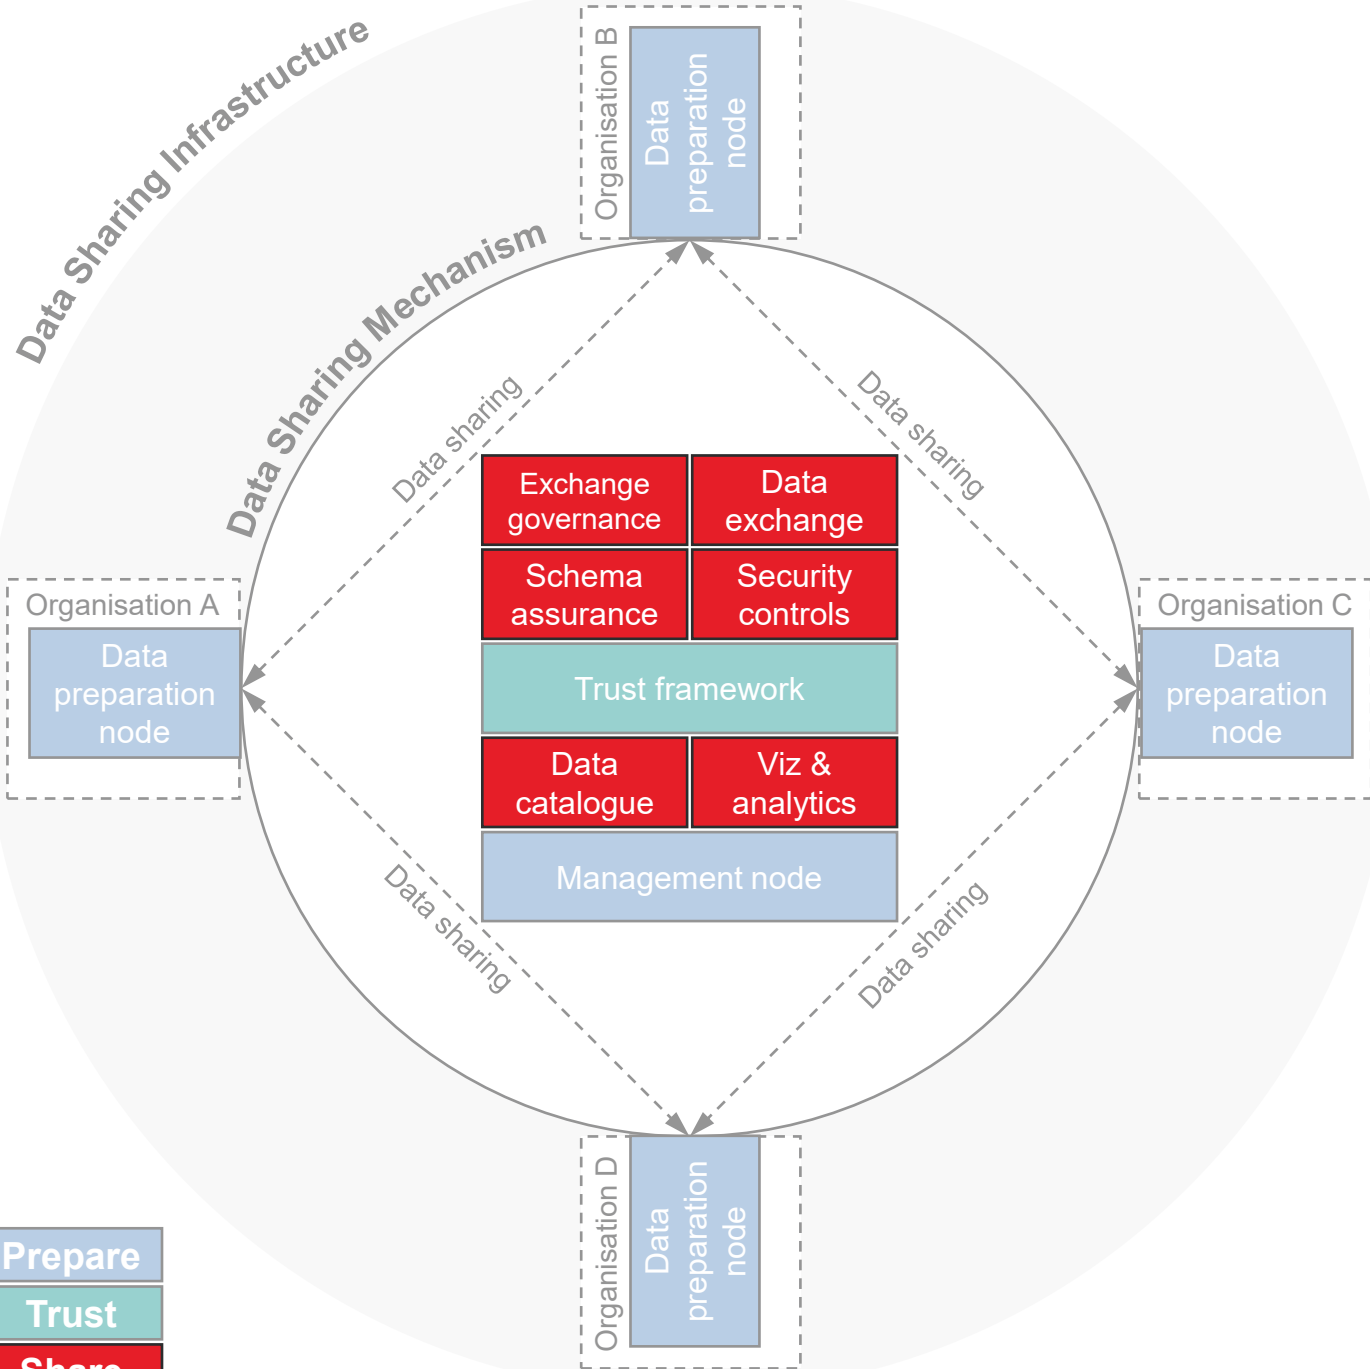 Data Sharing Infrastructure
Data Sharing Mechanism
Organisation B
Data
preparation
node
Data sharing
Data sharing
Exchange
governance
Data
exchange
Schema
assurance
Security
controls
Organisation A
Data
preparation
node
Trust framework
Organisation C
Data
preparation
node
Data
catalogue
Viz &
analytics
Management node
Data sharing
Data sharing
Organisation D
Data
preparation
node
Prepare
Trust
Share